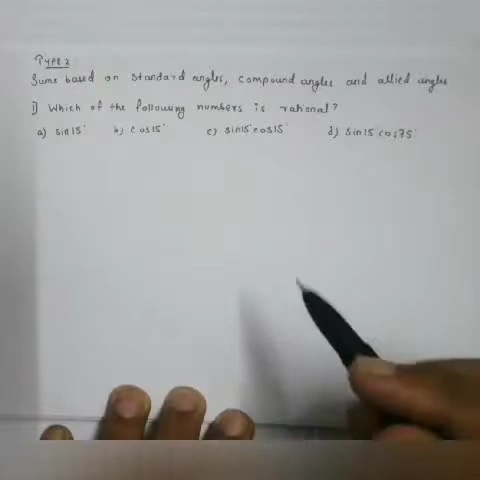 TYPE 2
Sums based on standard angles, compound angles and allied angles
1) Which of the following numbers is rational?
a) sin15° b) cos15° c) sin15°cos15° d) sin15°cos75°